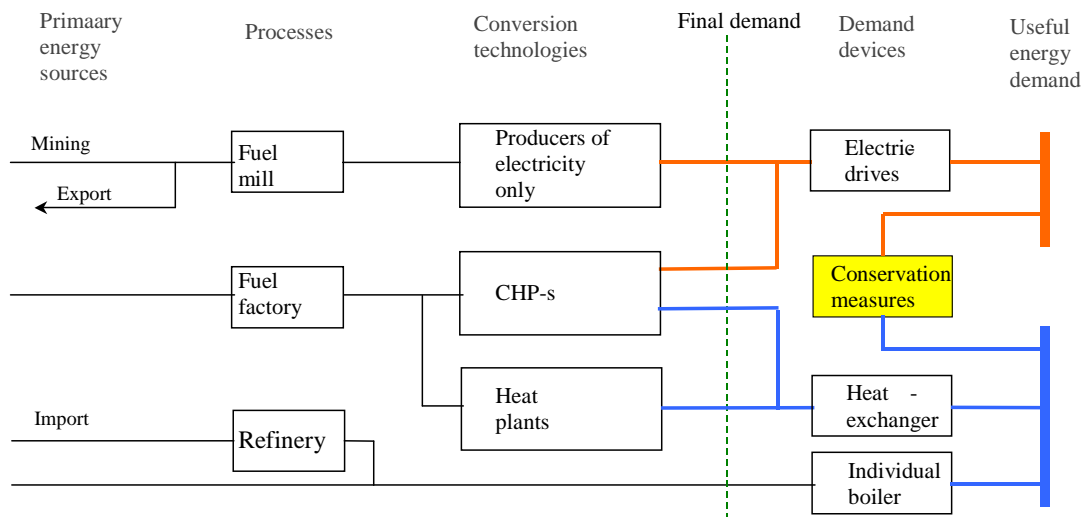 Primaary
energy
sources
Processes
Conversion
technologies
Final demand
Demand
devices
Useful
energy
demand
Mining
Export
Fuel
mill
Producers of
electricity
only
Electric
drives
Fuel
factory
CHP-s
Conservation
measures
Heat
plants
Heat -
exchanger
Import
Refinery
Individual
boiler